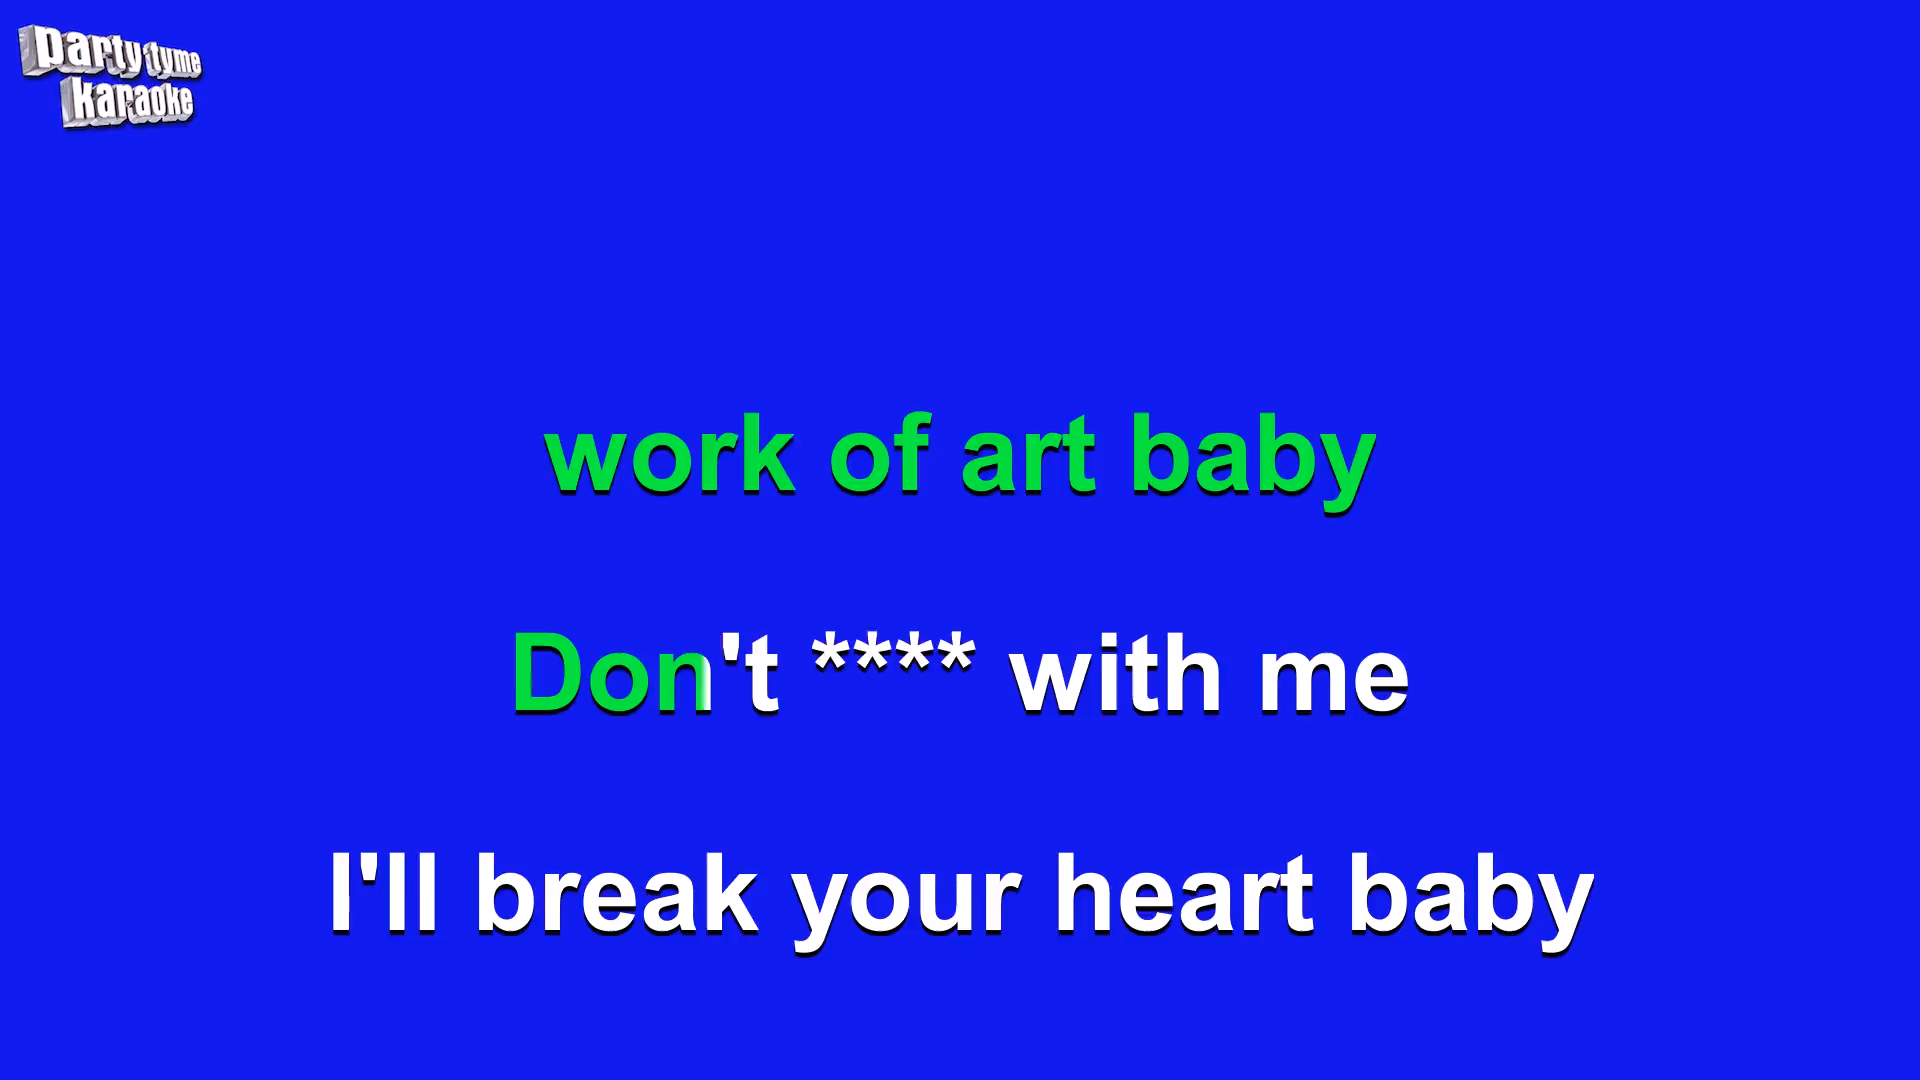 party tyme
karaoke
work of art baby
Don't **** with me
I'll break your heart baby